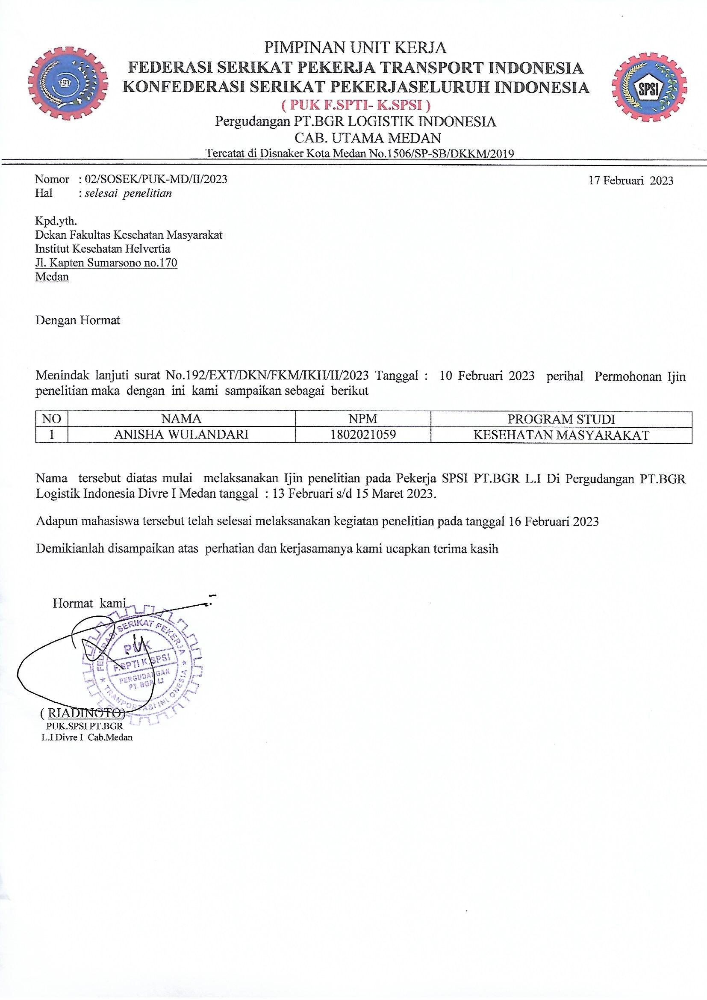 PIMPINAN UNIT KERJA
FEDERASI SERIKAT PEKERJA TRANSPORT INDONESIA
KONFEDERASI SERIKAT PEKERJASELURUH INDONESIA
( PUK F.SPTI- K.SPSI )
Pergudangan PT.BGR LOGISTIK INDONESIA
CAB. UTAMA MEDAN
Tercatat di Disnaker Kota Medan No.1506/SP-SB/DKKM/2019
SPSI
Nomor : 02/SOSEK/PUK-MD/II/2023 17 Februari 2023
Hal : selesai penelitian
Kpd.yth.
Dekan Fakultas Kesehatan Masyarakat
Institut Kesehatan Helvertia
Jl. Kapten Sumarsono no.170
Medan
Dengan Hormat
Menindak lanjuti surat No.192/EXT/DKN/FKM/IKH/II/2023 Tanggal : 10 Februari 2023 perihal Permohonan Ijin
penelitian maka dengan ini kami sampaikan sebagai berikut
NO NAMA NPM PROGRAM STUDI
1 ANISHA WULANDARI 1802021059 KESEHATAN MASYARAKAT
Nama tersebut diatas mulai melaksanakan Ijin penelitian pada Pekerja SPSI PT.BGR L.I Di Pergudangan PT.BGR
Logistik Indonesia Divre I Medan tanggal : 13 Februari s/d 15 Maret 2023.
Adapun mahasiswa tersebut telah selesai melaksanakan kegiatan penelitian pada tanggal 16 Februari 2023
Demikianlah disampaikan atas perhatian dan kerjasamanya kami ucapkan terima kasih
Hormat kami
SERIKAT PEKERJA
PUK
F.SPTI K.SPSI
PERGUDANGAN
PT. BGR. LI
( RIADINOTO)
PUK.SPSI PT.BGR
L.I Divre I Cab.Medan